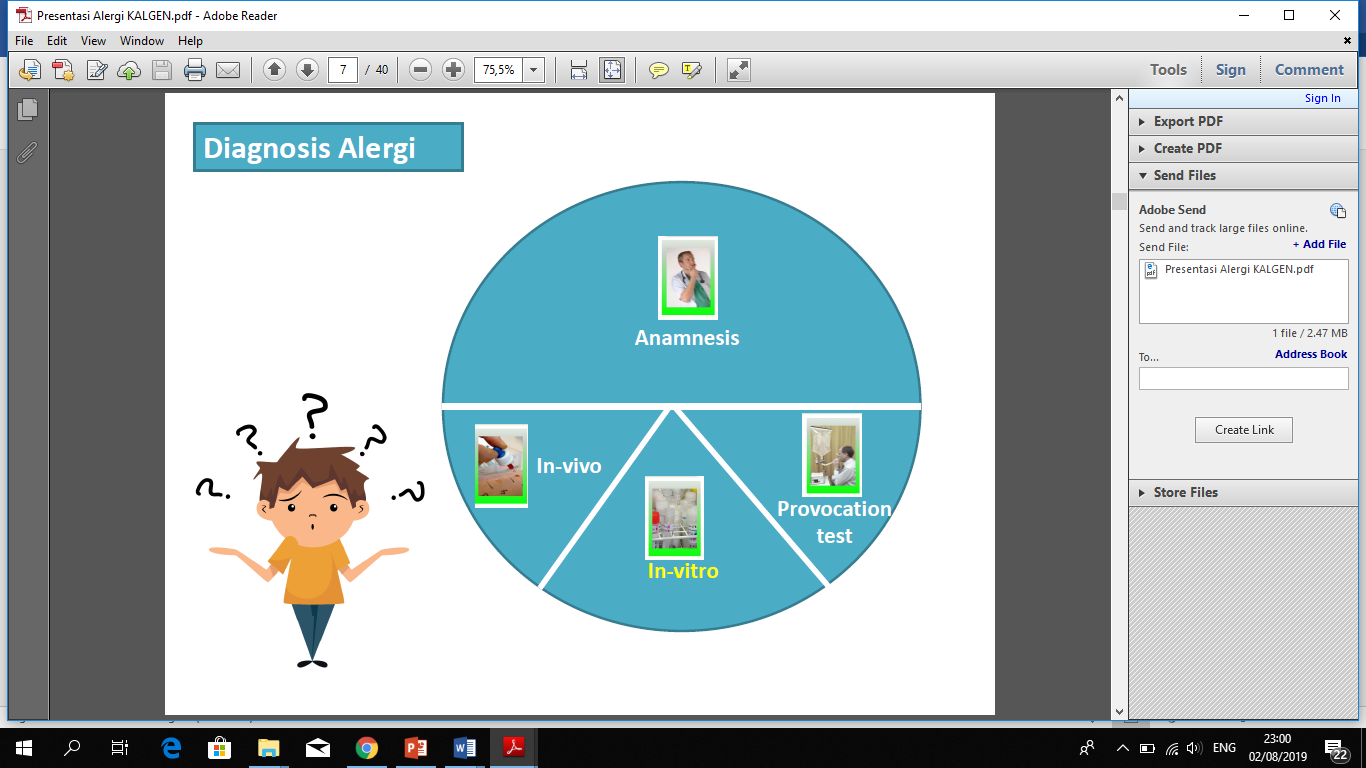 Presentasi Alergi KALGEN.pdf - Adobe Reader
File Edit View Window Help
7 / 40 75,5% Tools Sign Comment
Sign In
Export PDF
Create PDF
Send Files
Adobe Send
Send and track large files online.
Send File: + Add File
Presentasi Alergi KALGEN.pdf
1 file / 2.47 MB
To... Address Book
Create Link
Store Files
Diagnosis Alergi
Anamnesis
In-vivo
In-vitro
Provocation
test
? ? ? ? ?
ENG
23:00
02/08/2019
22